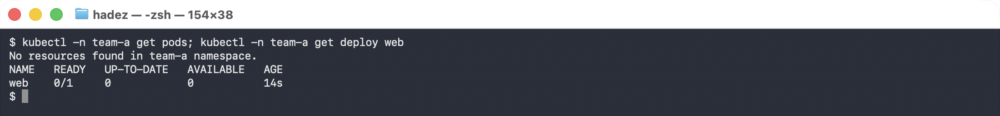 hadez — -zsh — 154×38
$ kubectl -n team-a get pods; kubectl -n team-a get deploy web
No resources found in team-a namespace.
NAME   READY   UP-TO-DATE   AVAILABLE   AGE
web    0/1     0            0           14s
$